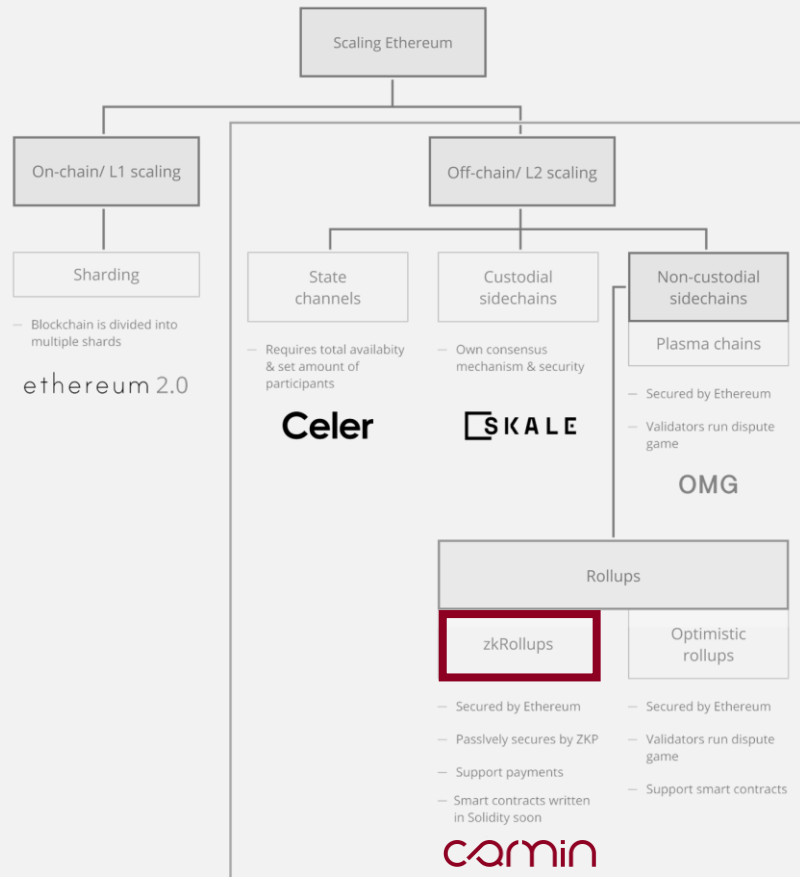 Scaling Ethereum
On-chain/ L1 scaling
Off-chain/ L2 scaling
Sharding
— Blockchain is divided into
multiple shards
ethereum 2.0
State
channels
— Requires total availabity
& set amount of
participants
Celer
Custodial
sidechains
— Own consensus
mechanism & security
SKALE
Non-custodial
sidechains
Plasma chains
— Secured by Ethereum
— Validators run dispute
game
OMG
Rollups
zkRollups
— Secured by Ethereum
— Passlvely secures by ZKP
— Support payments
— Smart contracts written
in Solidity soon
carmin
Optimistic
rollups
— Secured by Ethereum
— Validators run dispute
game
— Support smart contracts